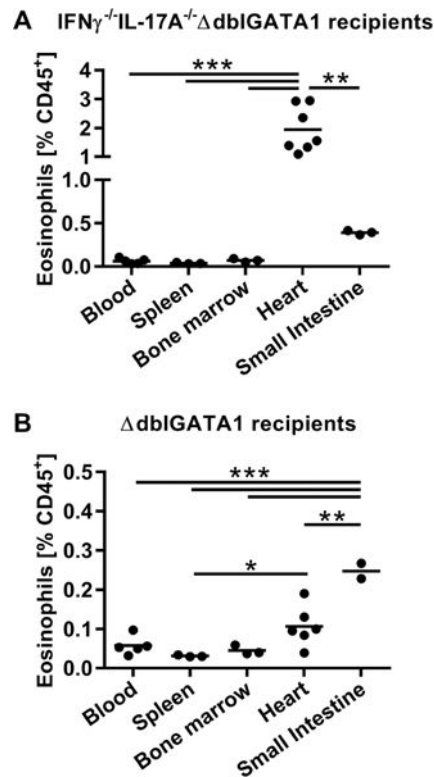 A IFNγ-/-IL-17A-/-ΔdblGATA1 recipients
Eosinophils [% CD45+]
4
3
2
1
1.0
0.5
0.0
***
**
Blood
Spleen
Bone marrow
Heart
Small Intestine
B ΔdblGATA1 recipients
Eosinophils [% CD45+]
0.5
0.4
0.3
0.2
0.1
0.0
***
**
*
Blood
Spleen
Bone marrow
Heart
Small Intestine